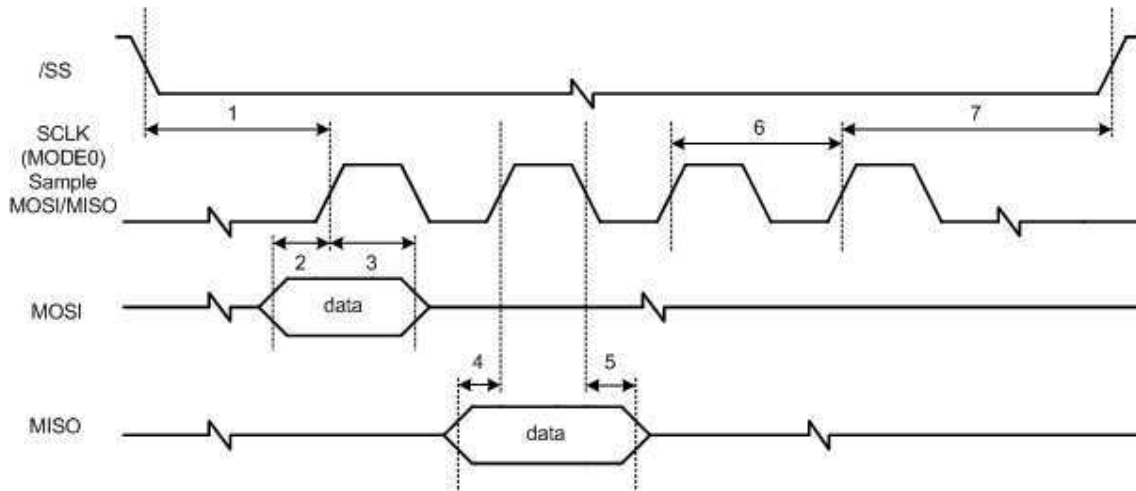 /SS
1
7
SCLK
(MODE0)
Sample
MOSI/MISO
6
2
3
MOSI
data
4
5
MISO
data